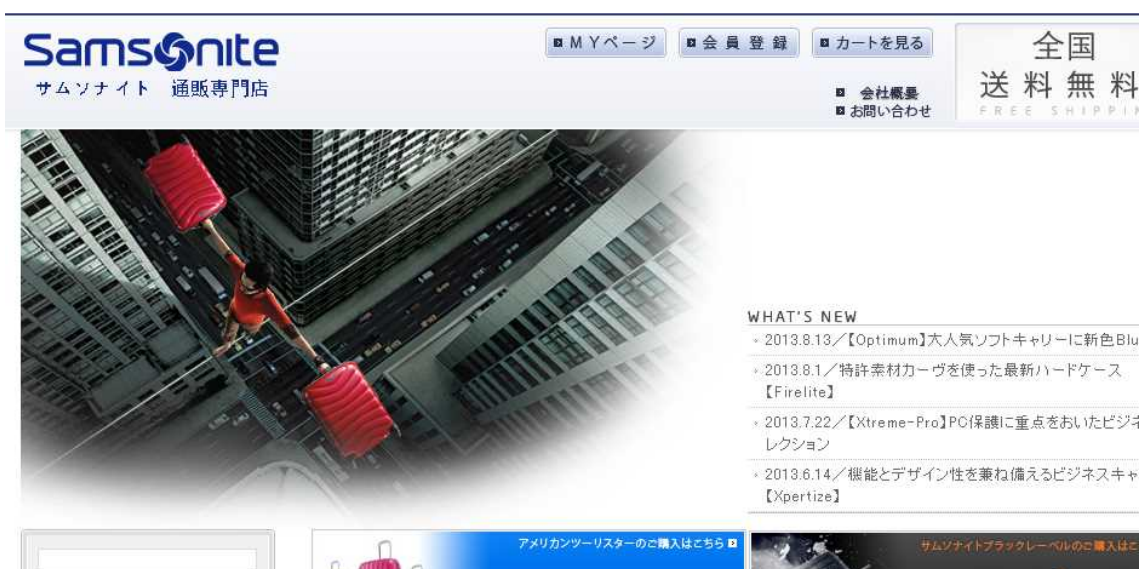 Samsonite
サムソナイト 通販専門店
MYページ
会員登録
カートを見る
会社概要
お問い合わせ
全国
送料無料
FREE SHIPPIN
WHAT'S NEW
2013.8.13／【Optimum】大人気ソフトキャリーに新色Blu
2013.8.1／特許素材カーヴを使った最新ハードケース
【Firelite】
2013.7.22／【Xtreme-Pro】PC保護に重点をおいたビジネ
レクション
2013.6.14／機能とデザイン性を兼ね備えるビジネスキャ
【Xpertize】
アメリカンツーリスターのご購入はこちら
サムソナイトブラックレーベルのご購入はこ